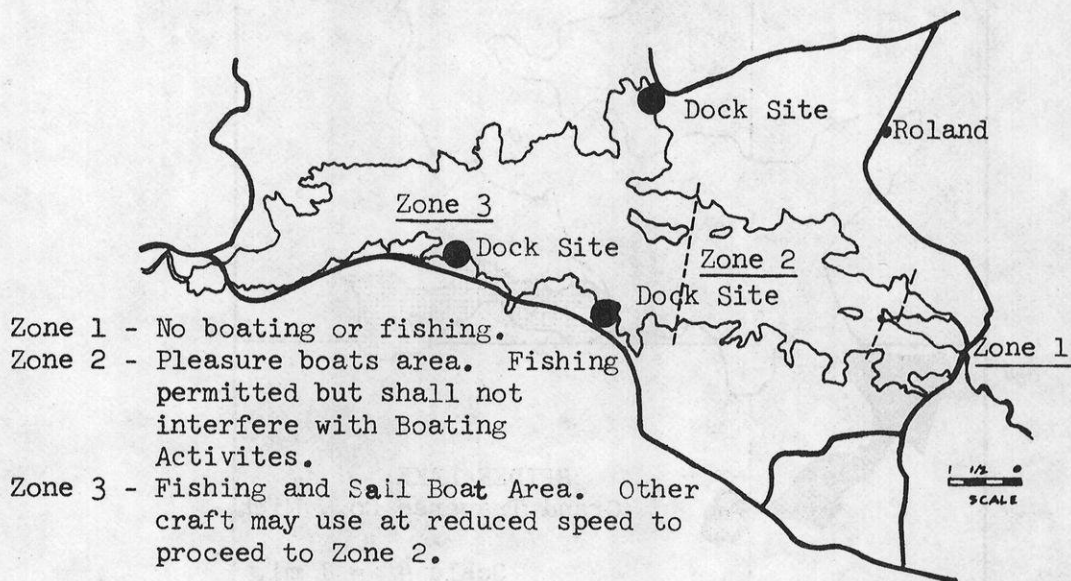 Dock Site
Roland
Zone 3
Dock Site
Zone 2
Dock Site
Zone 1
Zone 1 - No boating or fishing.
Zone 2 - Pleasure boats area. Fishing
permitted but shall not
interfere with Boating
Activites.
Zone 3 - Fishing and Sail Boat Area. Other
craft may use at reduced speed to
proceed to Zone 2.
1 1/2 0
SCALE